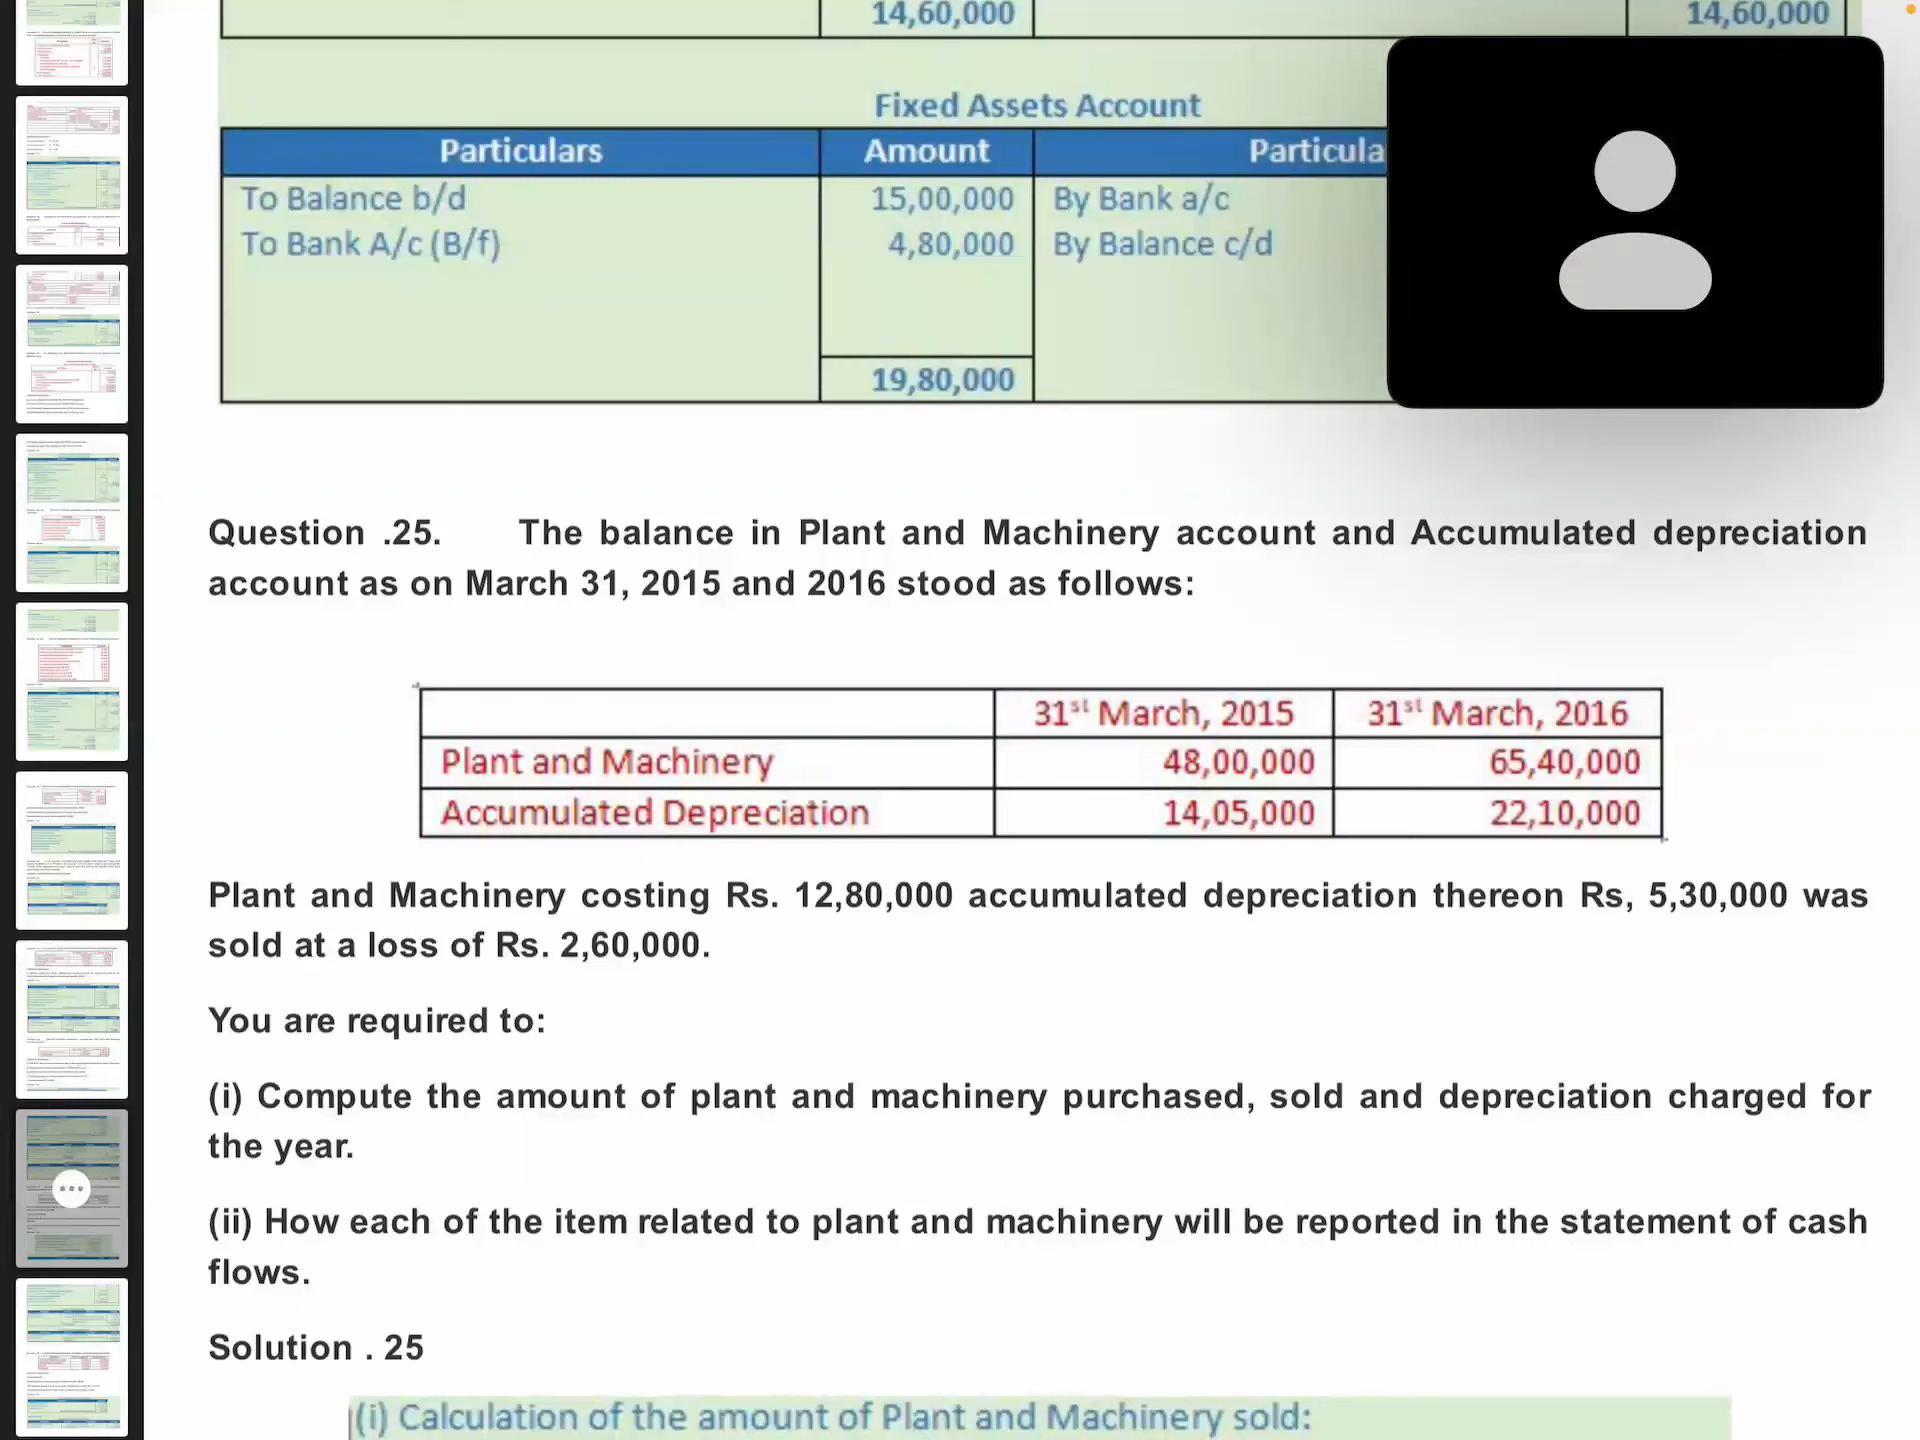 14,60,000 14,60,000
Fixed Assets Account
Particulars Amount Particula
To Balance b/d 15,00,000 By Bank a/c
To Bank A/c (B/f) 4,80,000 By Balance c/d
19,80,000
Question .25. The balance in Plant and Machinery account and Accumulated depreciation
account as on March 31, 2015 and 2016 stood as follows:
31st March, 2015 31st March, 2016
Plant and Machinery 48,00,000 65,40,000
Accumulated Depreciation 14,05,000 22,10,000
Plant and Machinery costing Rs. 12,80,000 accumulated depreciation thereon Rs, 5,30,000 was
sold at a loss of Rs. 2,60,000.
You are required to:
(i) Compute the amount of plant and machinery purchased, sold and depreciation charged for
the year.
(ii) How each of the item related to plant and machinery will be reported in the statement of cash
flows.
Solution . 25
(i) Calculation of the amount of Plant and Machinery sold: